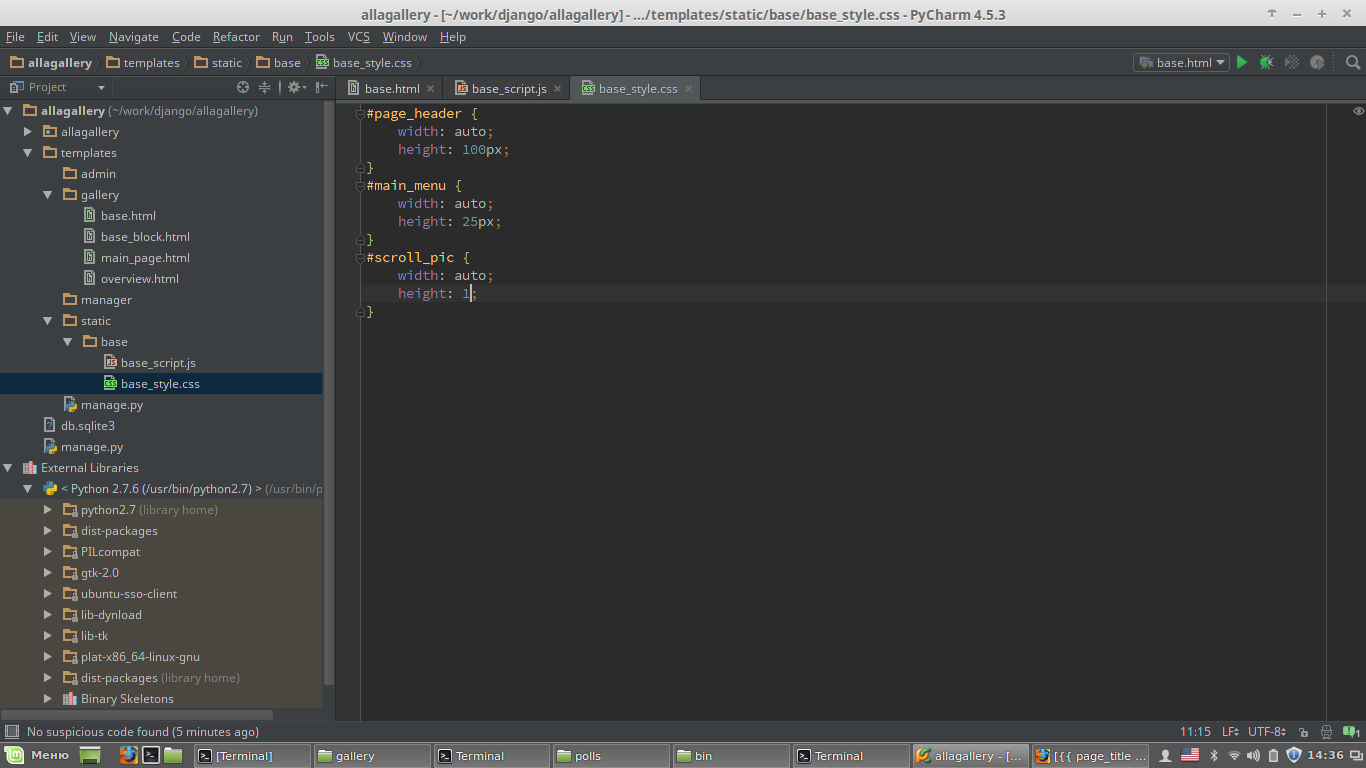 allagallery - [~/work/django/allagallery] - .../templates/static/base/base_style.css - PyCharm 4.5.3
File Edit View Navigate Code Refactor Run Tools VCS Window Help
allagallery templates static base base_style.css base.html
Project base.html base_script.js base_style.css
allagallery (~/work/django/allagallery)
allagallery
templates
admin
gallery
base.html
base_block.html
main_page.html
overview.html
manager
static
base
base_script.js
base_style.css
manage.py
db.sqlite3
manage.py
External Libraries
< Python 2.7.6 (/usr/bin/python2.7) > (/usr/bin/p
python2.7 (library home)
dist-packages
PILcompat
gtk-2.0
ubuntu-sso-client
lib-dynload
lib-tk
plat-x86_64-linux-gnu
dist-packages (library home)
Binary Skeletons
#page_header {
width: auto;
height: 100px;
}
#main_menu {
width: auto;
height: 25px;
}
#scroll_pic {
width: auto;
height: 1;
}
No suspicious code found (5 minutes ago) 11:15 LF UTF-8
Меню [Terminal] gallery Terminal polls bin Terminal allagallery - [... [{{ page_title ... 14:36